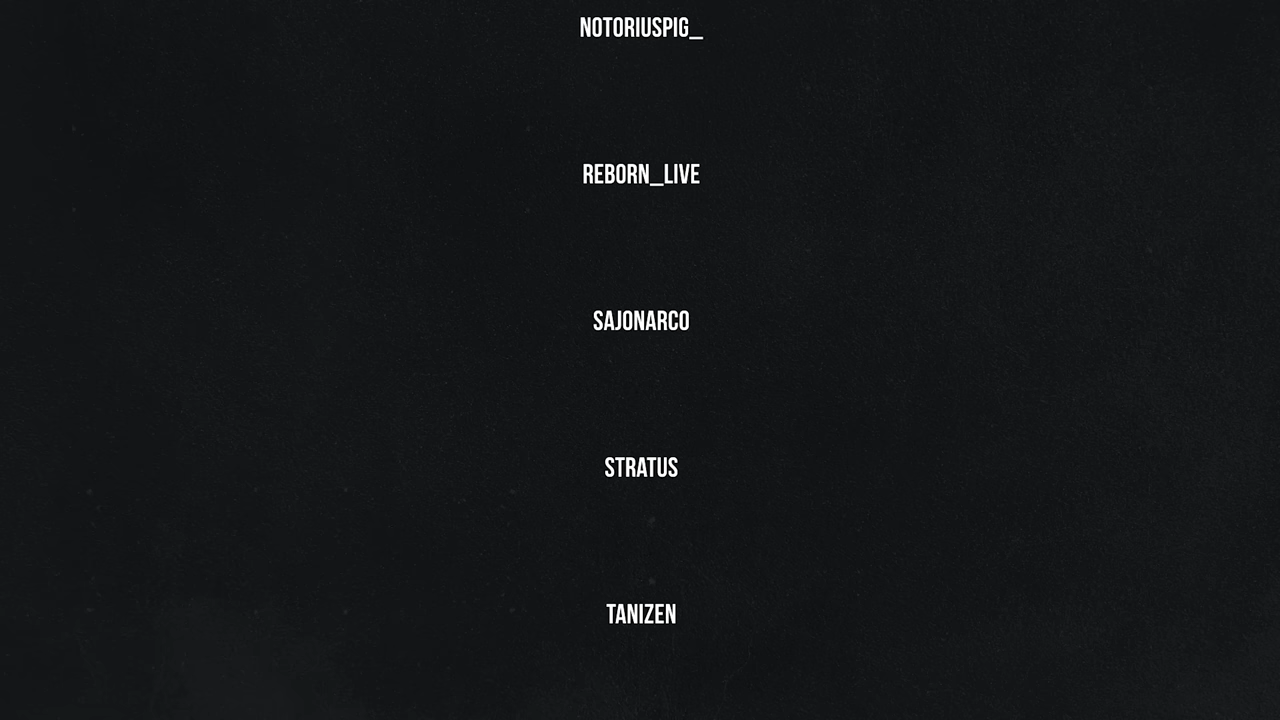 NOTORIUSPIG_
REBORN_LIVE
SAJONARCO
STRATUS
TANIZEN